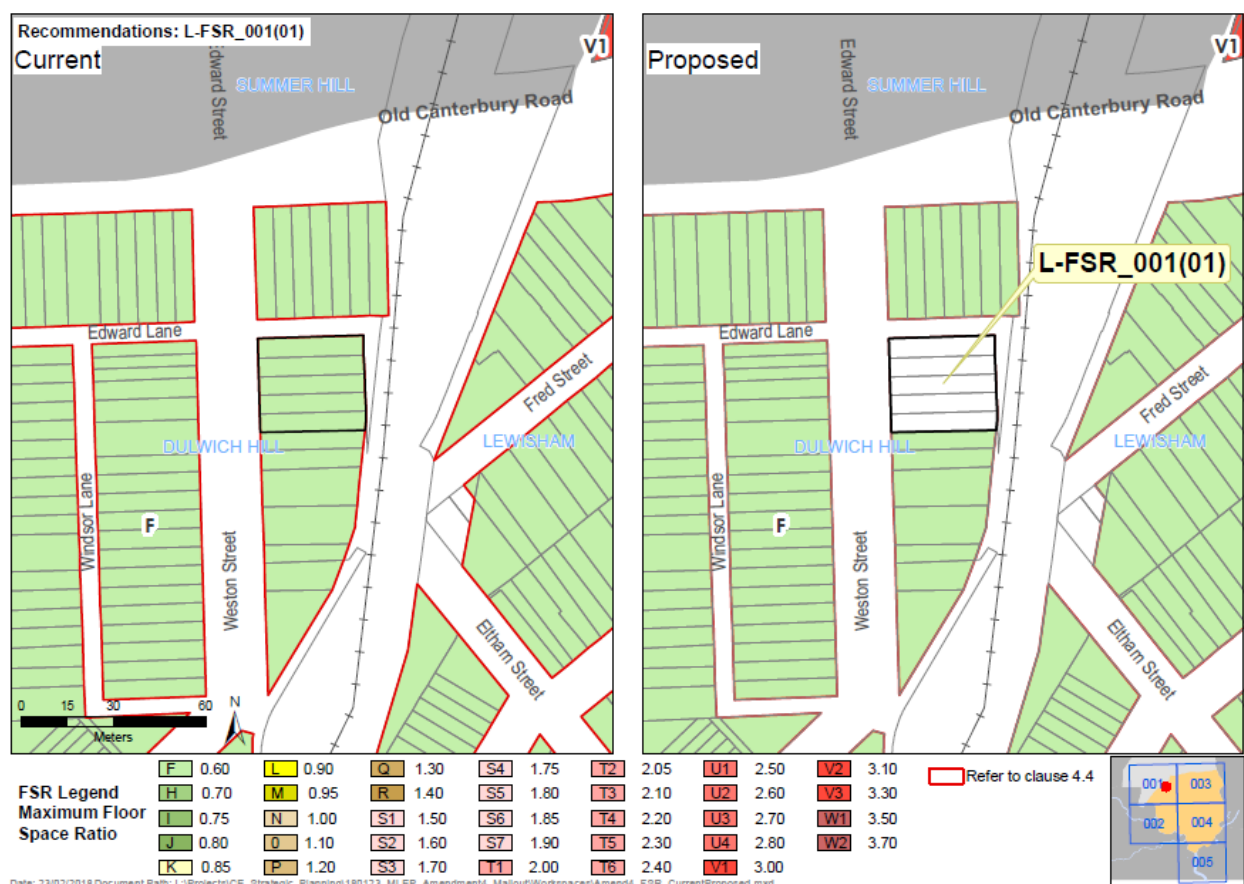 Recommendations: L-FSR_001(01)
Current
V1
Edward Street
SUMMER HILL
Old Canterbury Road
Edward Lane
Fred Street
DULWICH HILL
LEWISHAM
Windsor Lane
F
Weston Street
Eltham Street
0 15 30 60
Meters
N
Proposed
V1
Edward Street
SUMMER HILL
Old Canterbury Road
L-FSR_001(01)
Edward Lane
Fred Street
DULWICH HILL
LEWISHAM
Windsor Lane
F
Weston Street
Eltham Street
FSR Legend
Maximum Floor
Space Ratio
F 0.60
H 0.70
I 0.75
J 0.80
K 0.85
L 0.90
M 0.95
N 1.00
0 1.10
P 1.20
Q 1.30
R 1.40
S1 1.50
S2 1.60
S3 1.70
S4 1.75
S5 1.80
S6 1.85
S7 1.90
T1 2.00
T2 2.05
T3 2.10
T4 2.20
T5 2.30
T6 2.40
U1 2.50
U2 2.60
U3 2.70
U4 2.80
V1 3.00
V2 3.10
V3 3.30
W1 3.50
W2 3.70
Refer to clause 4.4
001
003
002
004
005